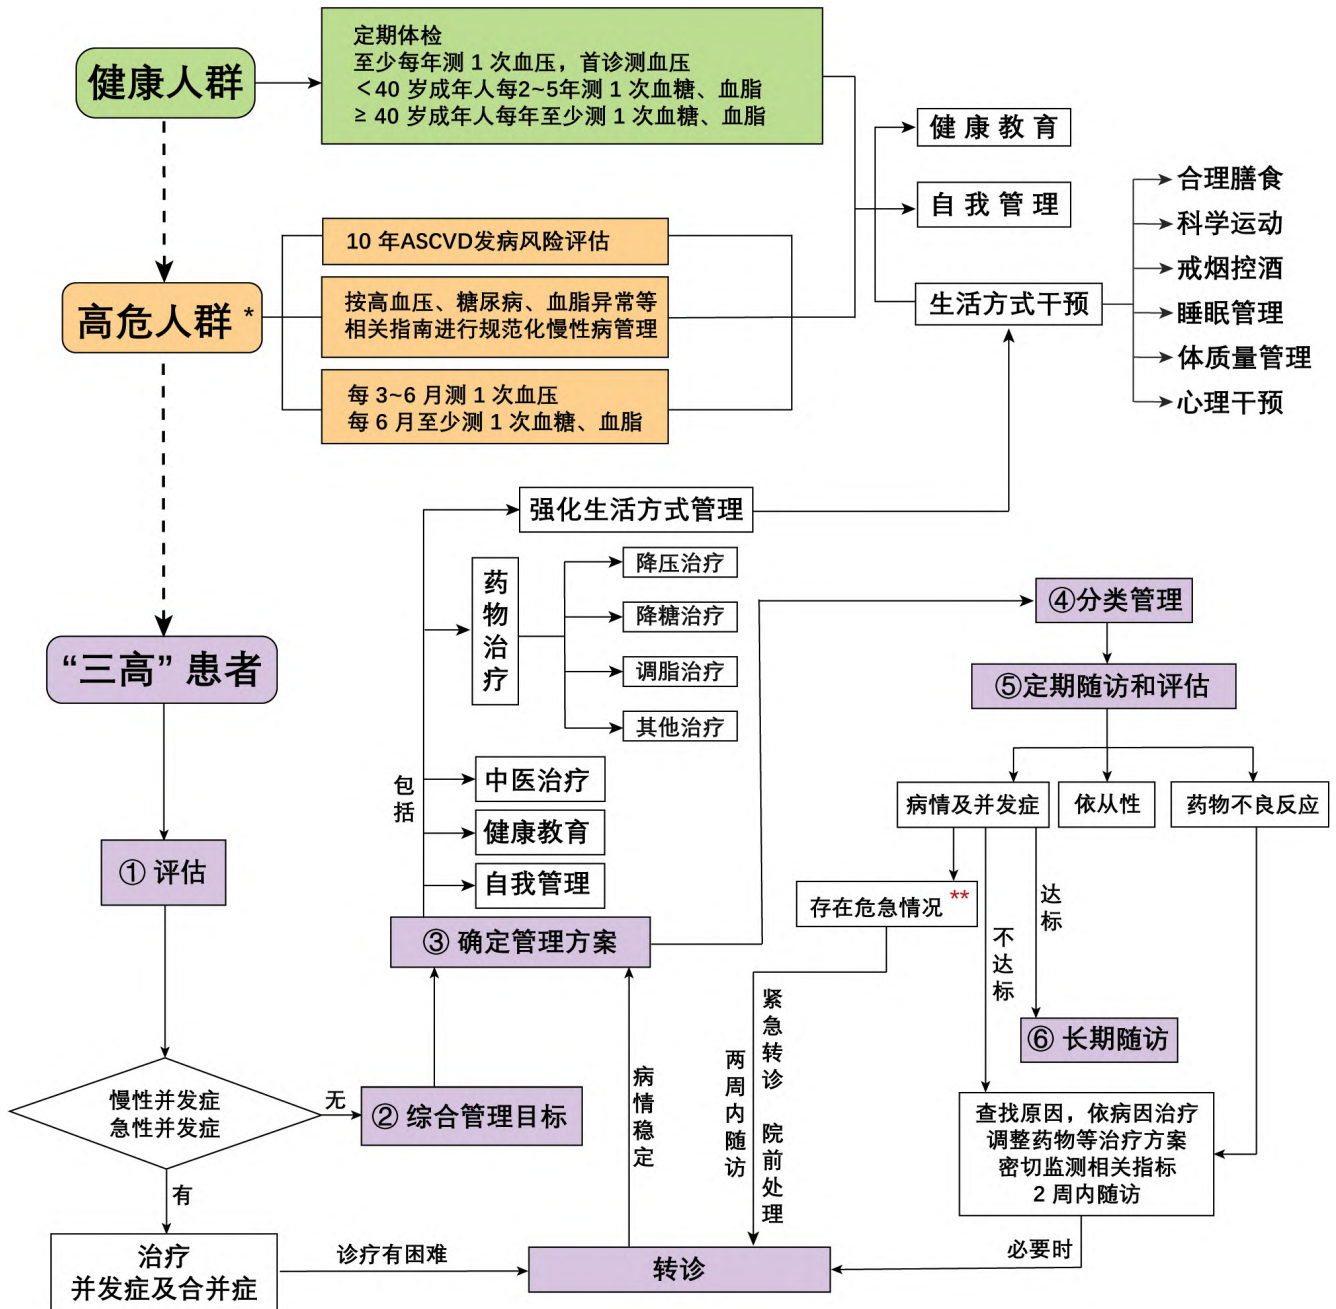 健康人群
定期体检
至少每年测 1 次血压，首诊测血压
＜40 岁成年人每2~5年测 1 次血糖、血脂
≥ 40 岁成年人每年至少测 1 次血糖、血脂
健康教育
自我管理
生活方式干预
合理膳食
科学运动
戒烟控酒
睡眠管理
体质量管理
心理干预
高危人群 *
10 年ASCVD发病风险评估
按高血压、糖尿病、血脂异常等
相关指南进行规范化慢性病管理
每 3~6 月测 1 次血压
每 6 月至少测 1 次血糖、血脂
“三高” 患者
① 评估
慢性并发症
急性并发症
无
有
治疗
并发症及合并症
诊疗有困难
② 综合管理目标
③ 确定管理方案
包括
强化生活方式管理
药物治疗
降压治疗
降糖治疗
调脂治疗
其他治疗
中医治疗
健康教育
自我管理
④分类管理
⑤定期随访和评估
病情及并发症
依从性
药物不良反应
存在危急情况 **
不达标
达标
⑥ 长期随访
查找原因，依病因治疗
调整药物等治疗方案
密切监测相关指标
2 周内随访
必要时
病情稳定
两周内随访
紧急转诊 院前处理
转诊